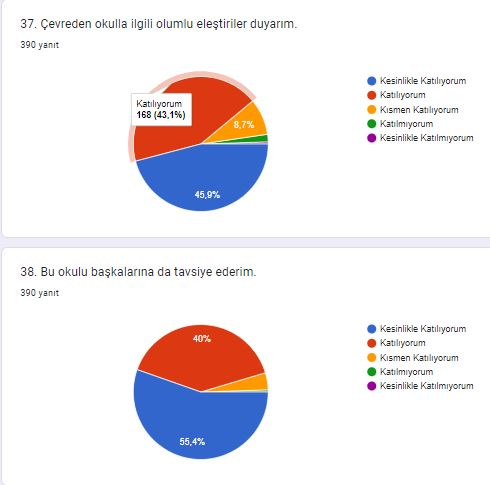 37. Çevreden okulla ilgili olumlu eleştiriler duyarım.
390 yanıt
Katılıyorum
168 (43,1%)
8,7%
45,9%
Kesinlikle Katılıyorum
Katılıyorum
Kısmen Katılıyorum
Katılmıyorum
Kesinlikle Katılmıyorum
38. Bu okulu başkalarına da tavsiye ederim.
390 yanıt
40%
55,4%
Kesinlikle Katılıyorum
Katılıyorum
Kısmen Katılıyorum
Katılmıyorum
Kesinlikle Katılmıyorum